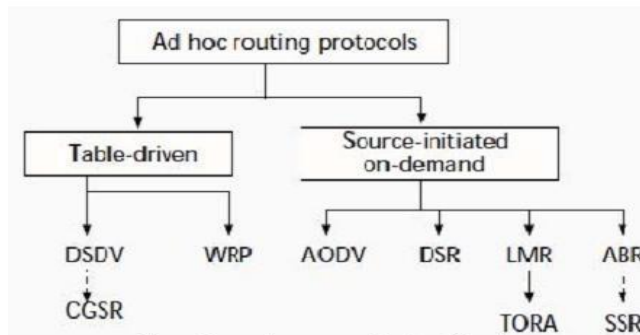 Ad hoc routing protocols
Table-driven
Source-initiated
on-demand
DSDV WRP AODV DSR LMR ABR
CGSR TORA SSR